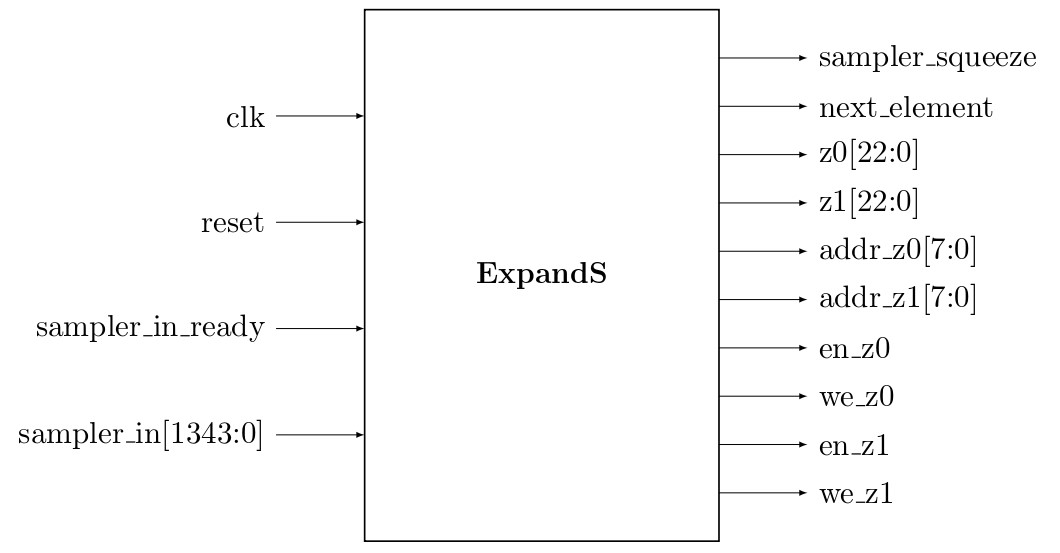 clk
reset
sampler_in_ready
sampler_in[1343:0]
ExpandS
sampler_squeeze
next_element
z0[22:0]
z1[22:0]
addr_z0[7:0]
addr_z1[7:0]
en_z0
we_z0
en_z1
we_z1